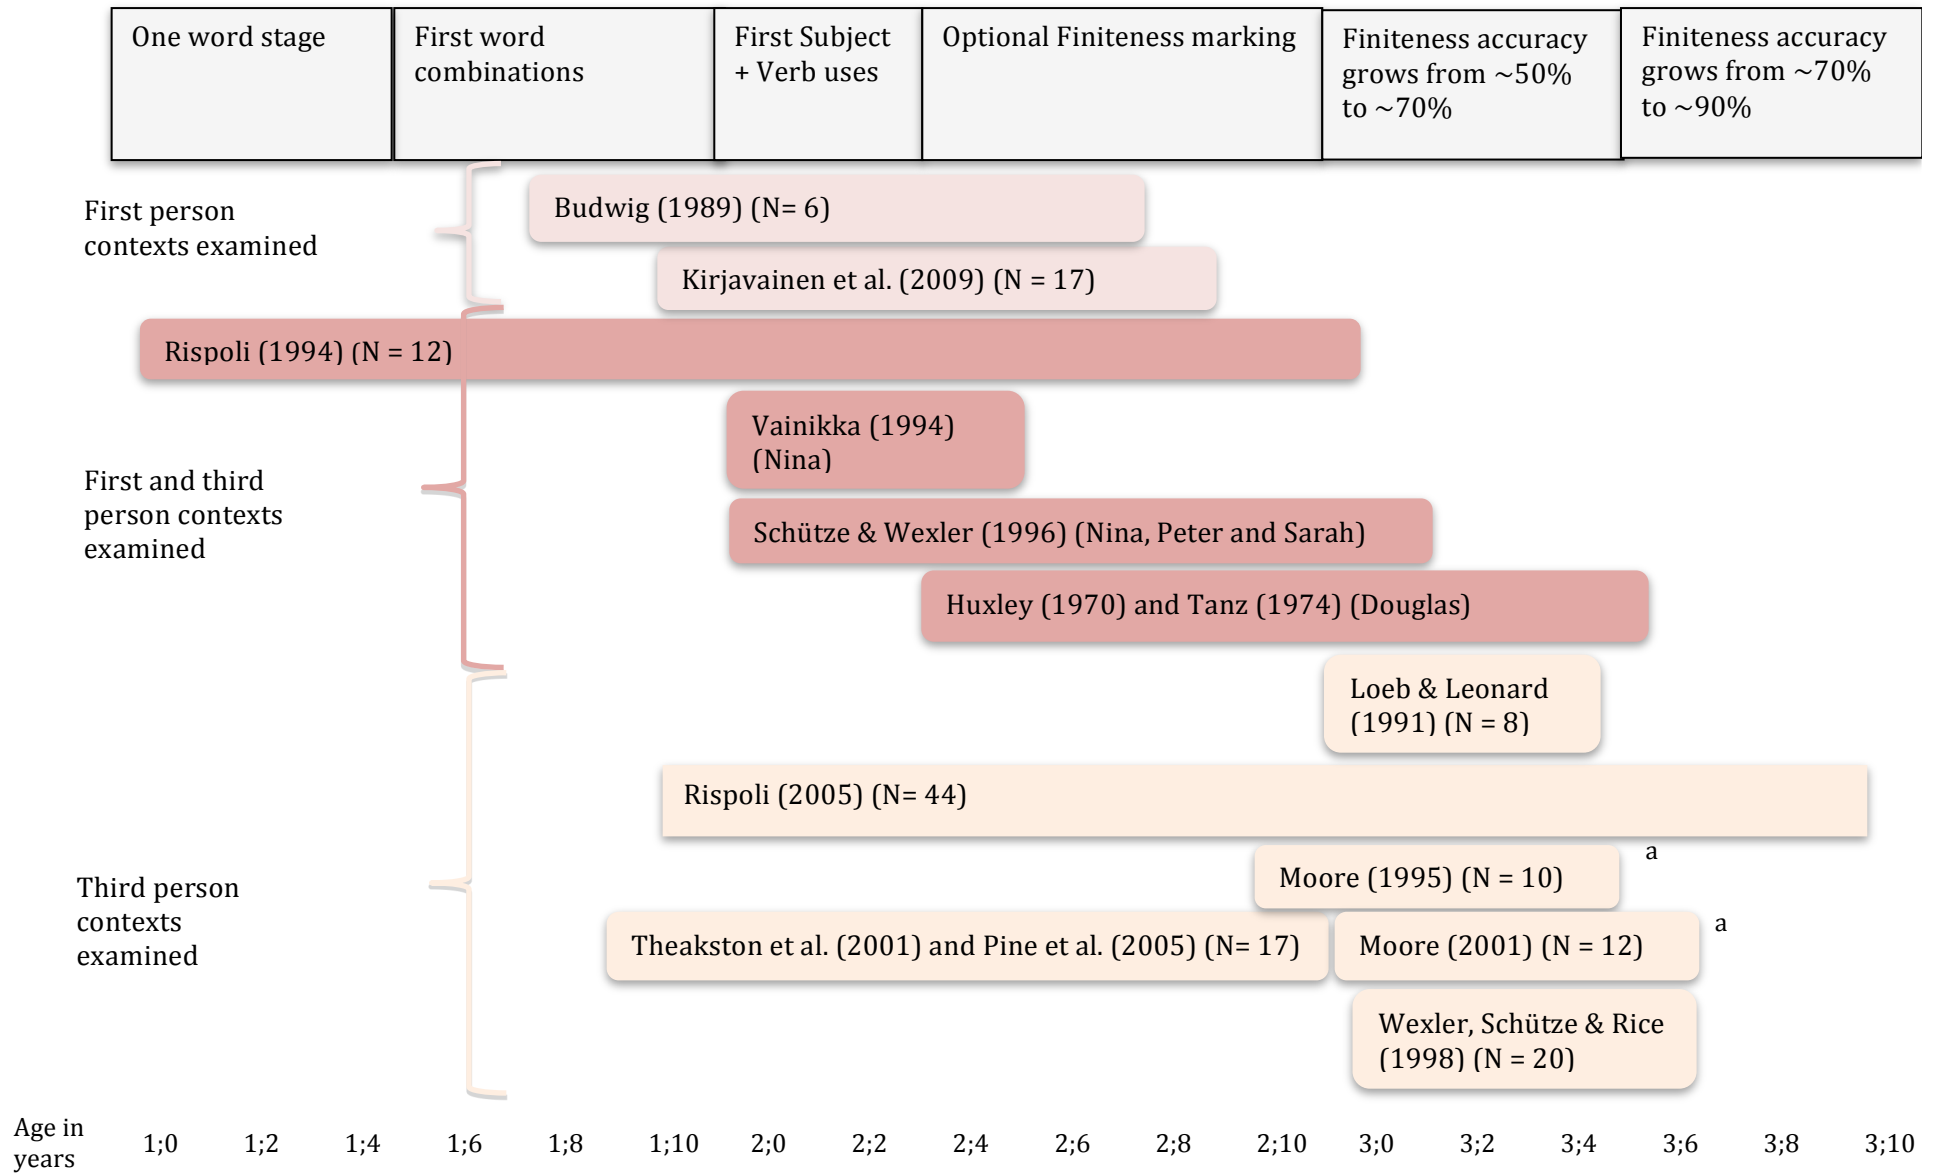 One word stage
First word
combinations
First Subject
+ Verb uses
Optional Finiteness marking
Finiteness accuracy
grows from ~50%
to ~70%
Finiteness accuracy
grows from ~70%
to ~90%
First person
contexts examined
Budwig (1989) (N= 6)
Kirjavainen et al. (2009) (N = 17)
Rispoli (1994) (N = 12)
First and third
person contexts
examined
Vainikka (1994)
(Nina)
Schütze & Wexler (1996) (Nina, Peter and Sarah)
Huxley (1970) and Tanz (1974) (Douglas)
Loeb & Leonard
(1991) (N = 8)
Rispoli (2005) (N= 44)
Third person
contexts
examined
Moore (1995) (N = 10)
a
Theakston et al. (2001) and Pine et al. (2005) (N= 17)
Moore (2001) (N = 12)
a
Wexler, Schütze & Rice
(1998) (N = 20)
Age in
years
1;0 1;2 1;4 1;6 1;8 1;10 2;0 2;2 2;4 2;6 2;8 2;10 3;0 3;2 3;4 3;6 3;8 3;10